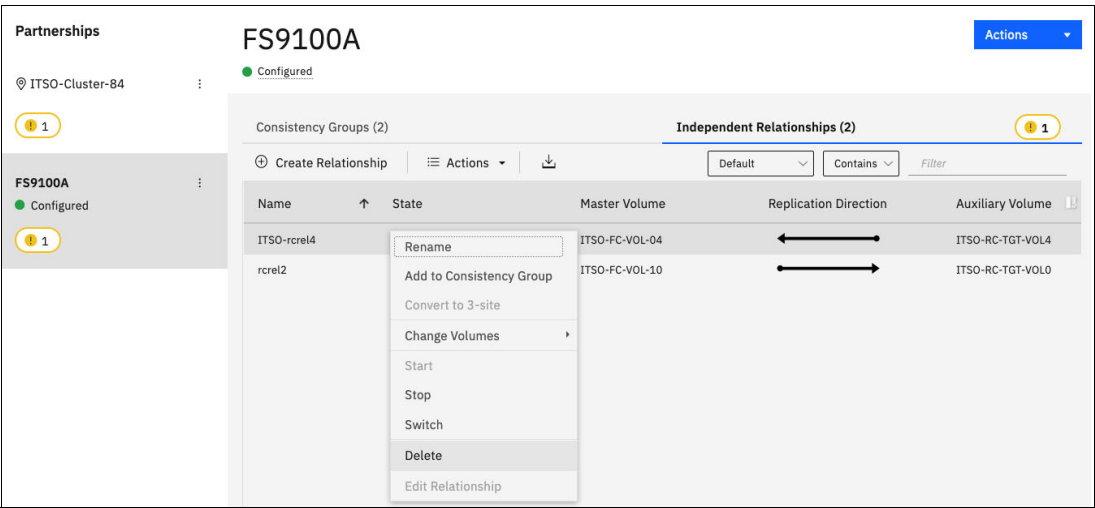 Partnerships
ITSO-Cluster-84
1
FS9100A
Configured
1
FS9100A
Configured
Actions
Consistency Groups (2)
Independent Relationships (2)
1
Create Relationship
Actions
Default
Contains
Filter
Name State Master Volume Replication Direction Auxiliary Volume
ITSO-rcrel4 ITSO-FC-VOL-04 ITSO-RC-TGT-VOL4
rcrel2 ITSO-FC-VOL-10 ITSO-RC-TGT-VOL0
Rename
Add to Consistency Group
Convert to 3-site
Change Volumes
Start
Stop
Switch
Delete
Edit Relationship